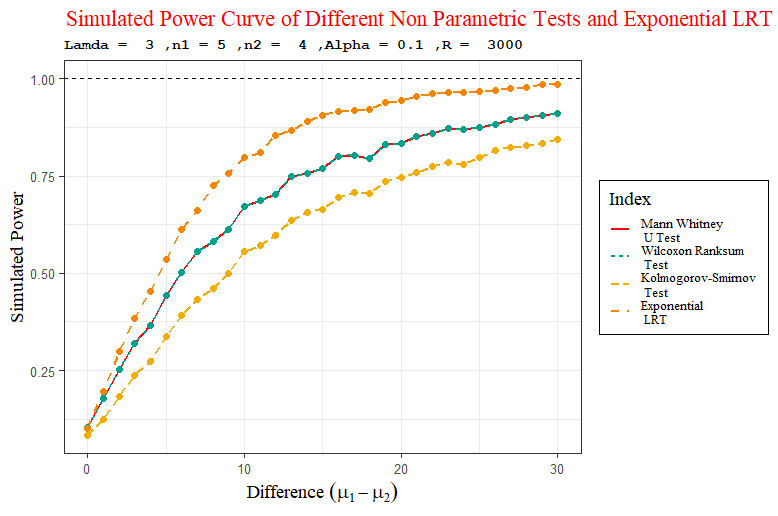 Simulated Power Curve of Different Non Parametric Tests and Exponential LRT
Lamda =  3 ,n1 = 5 ,n2 =  4 ,Alpha = 0.1 ,R =  3000
Simulated Power
1.00
0.75
0.50
0.25
0
10
20
30
Difference (μ₁ − μ₂)
Index
Mann Whitney
U Test
Wilcoxon Ranksum
Test
Kolmogorov-Smirnov
Test
Exponential
LRT